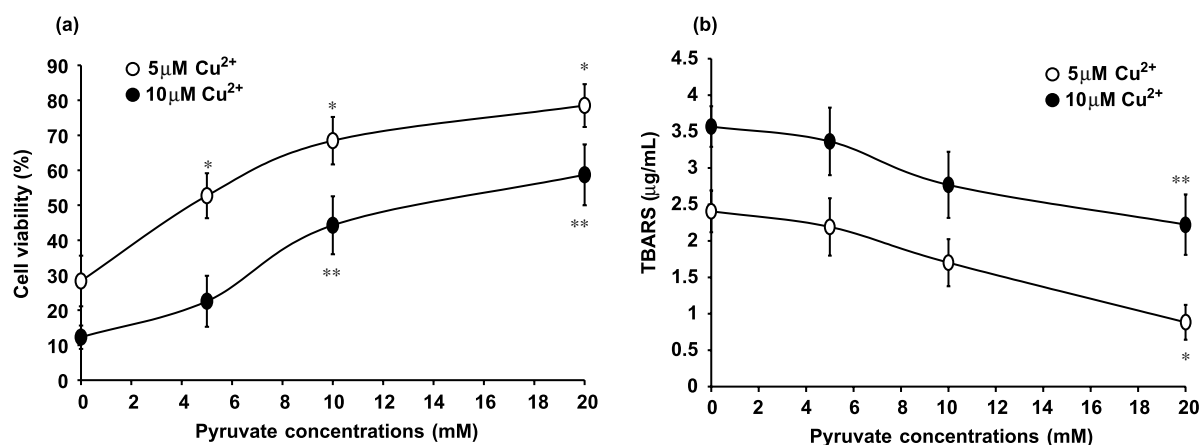 (a)
5μM Cu²⁺
10μM Cu²⁺
Cell viability (%)
90
80
70
60
50
40
30
20
10
0
*
*
*
**
**
0 2 4 6 8 10 12 14 16 18 20
Pyruvate concentrations (mM)
(b)
5μM Cu²⁺
10μM Cu²⁺
TBARS (μg/mL)
4.5
4
3.5
3
2.5
2
1.5
1
0.5
0
**
*
0 2 4 6 8 10 12 14 16 18 20
Pyruvate concentrations (mM)